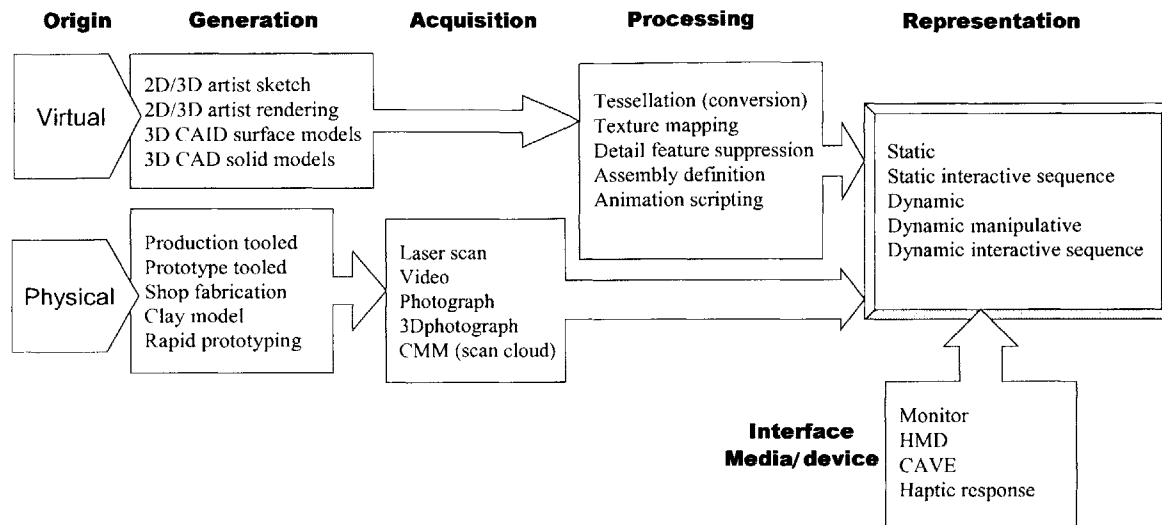 Origin
Generation
Acquisition
Processing
Representation
Virtual
2D/3D artist sketch
2D/3D artist rendering
3D CAID surface models
3D CAD solid models
Tessellation (conversion)
Texture mapping
Detail feature suppression
Assembly definition
Animation scripting
Static
Static interactive sequence
Dynamic
Dynamic manipulative
Dynamic interactive sequence
Physical
Production tooled
Prototype tooled
Shop fabrication
Clay model
Rapid prototyping
Laser scan
Video
Photograph
3Dphotograph
CMM (scan cloud)
Interface
Media/device
Monitor
HMD
CAVE
Haptic response